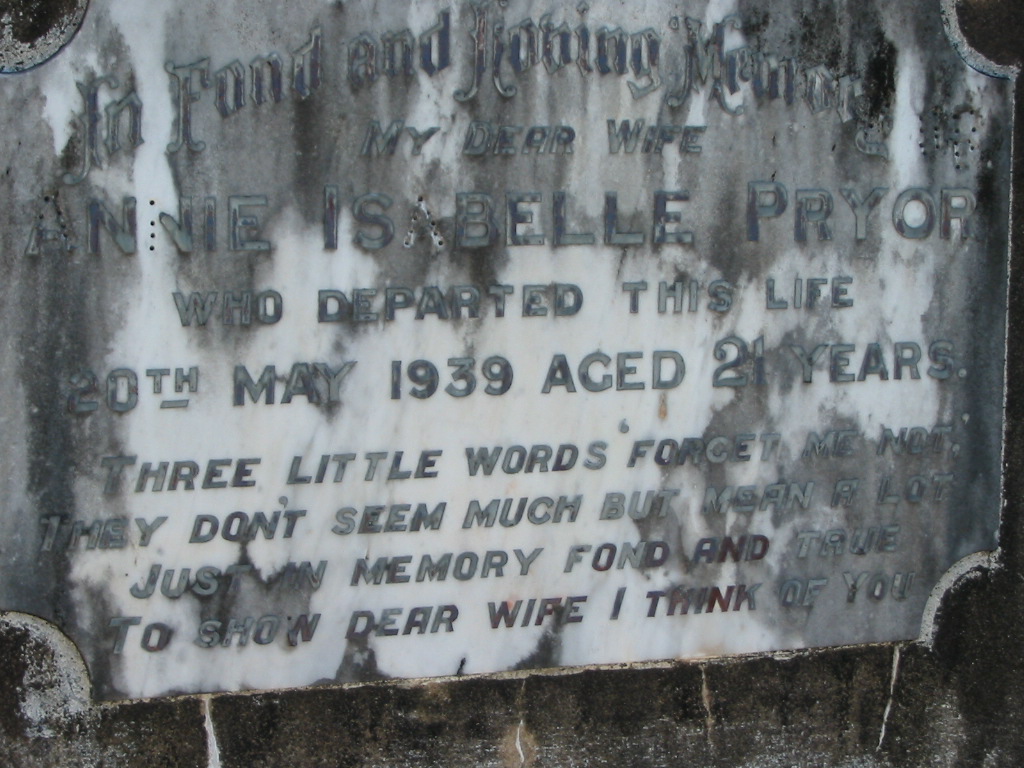 In Fond and Loving Memory
OF
My Dear Wife
ANNIE ISABELLE PRYOR
WHO DEPARTED THIS LIFE
20TH MAY 1939 AGED 21 YEARS.
THREE LITTLE WORDS 'FORGET ME NOT,'
THEY DON'T SEEM MUCH BUT MEAN A LOT
JUST IN MEMORY FOND AND TRUE
TO SHOW DEAR WIFE I THINK OF YOU